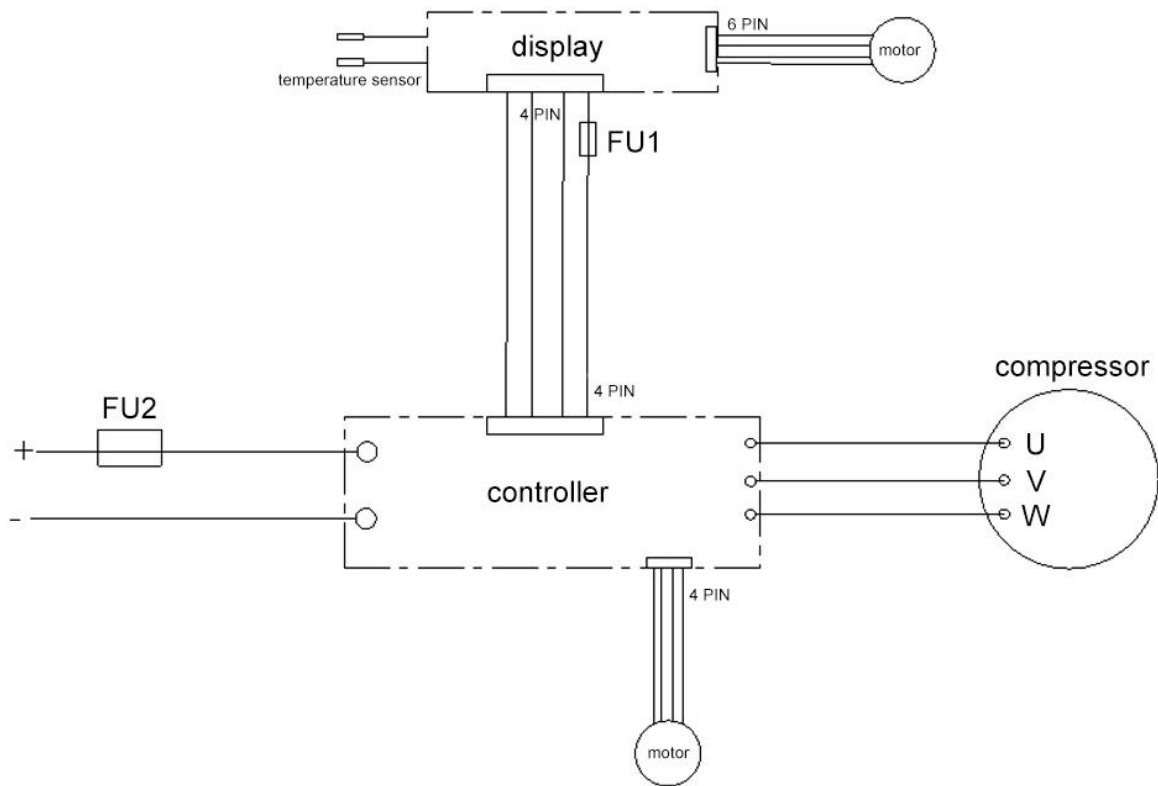 6 PIN
display
motor
temperature sensor
4 PIN
FU1
4 PIN
compressor
FU2
+
U
V
controller
-
W
4 PIN
motor